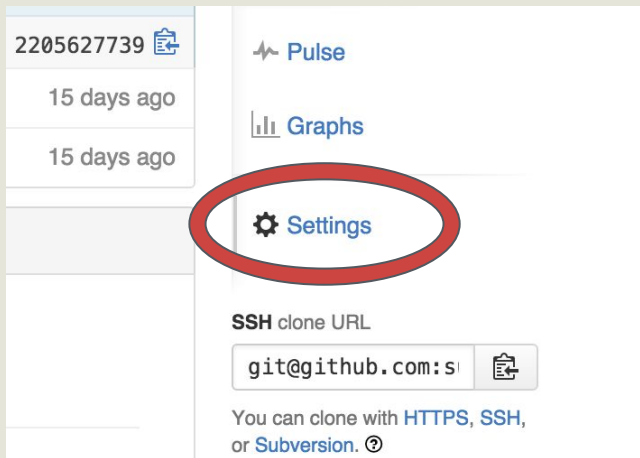 2205627739
15 days ago
15 days ago
Pulse
Graphs
Settings
SSH clone URL
git@github.com:s
You can clone with HTTPS, SSH,
or Subversion.